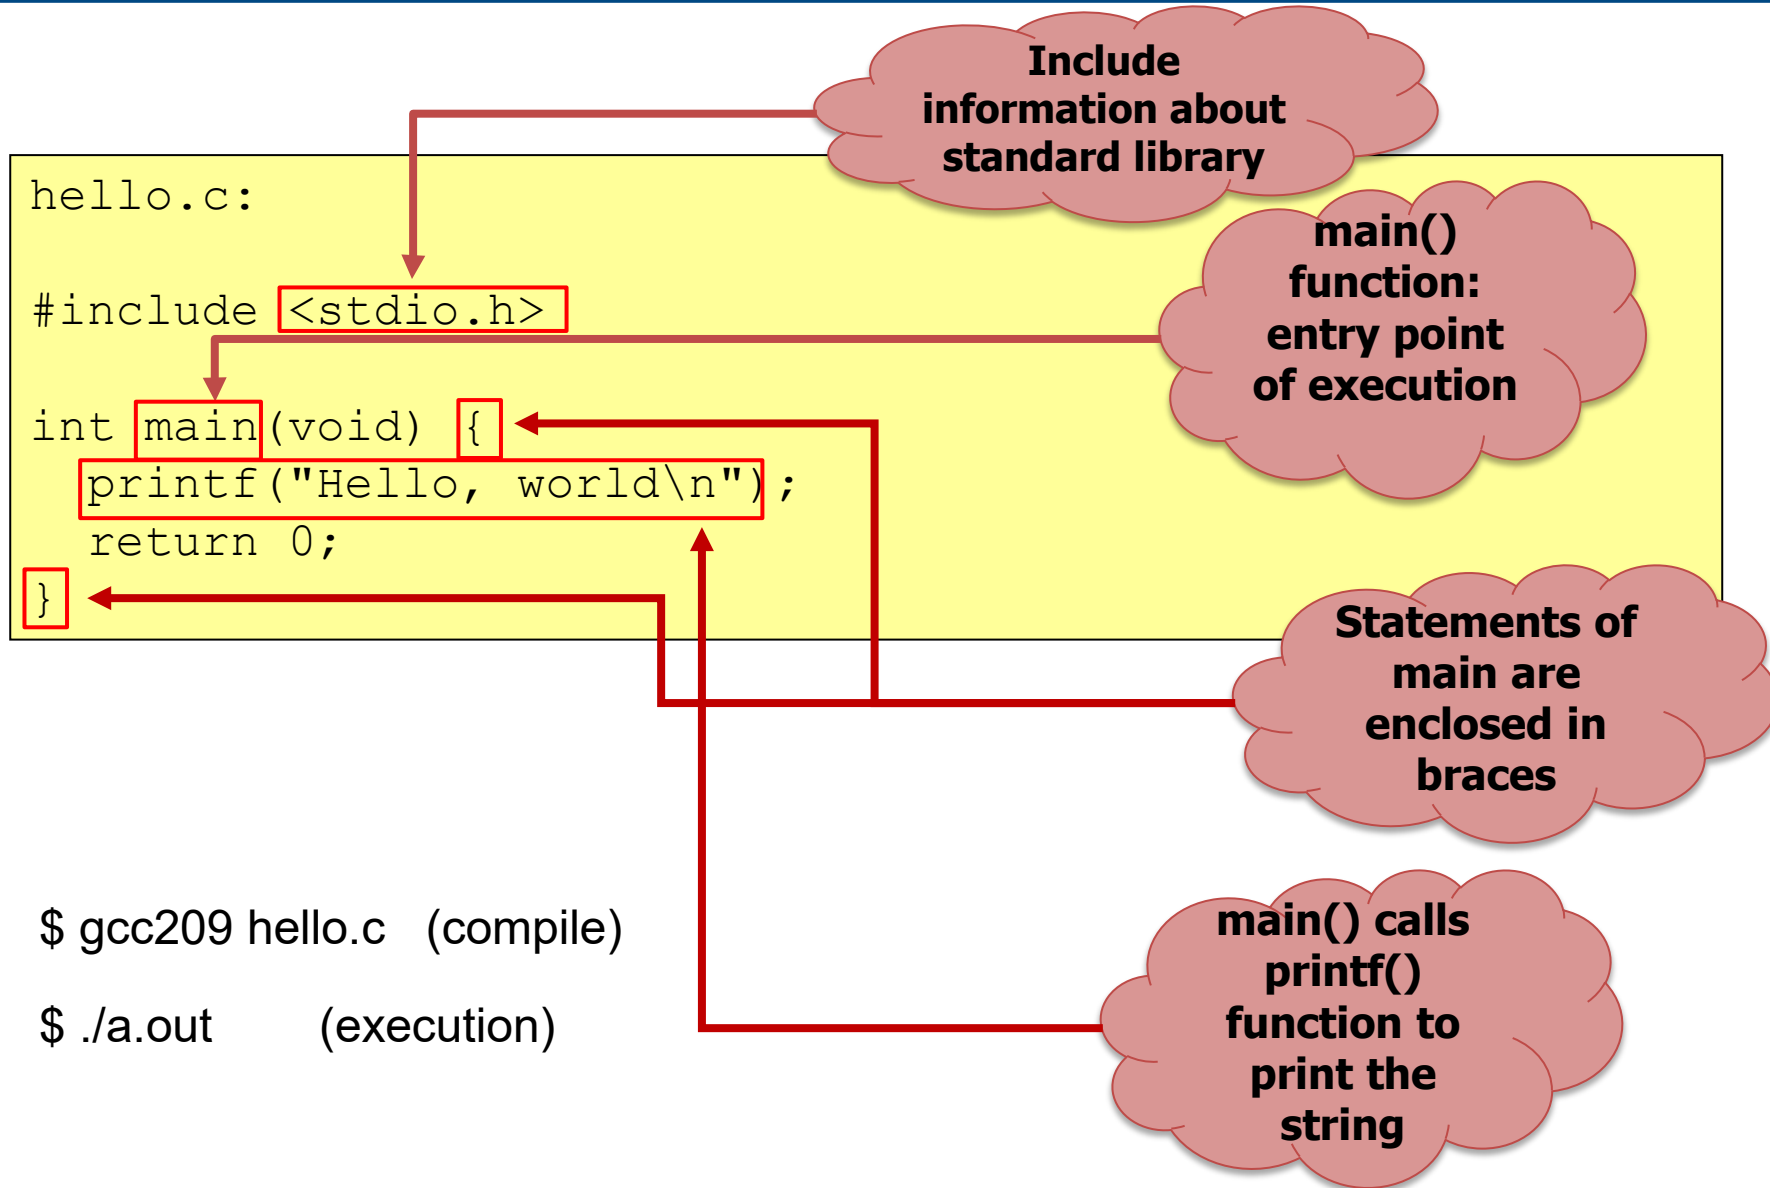 Include
information about
standard library
hello.c:
#include <stdio.h>
main()
function:
entry point
of execution
int main(void) {
printf("Hello, world\n");
return 0;
}
Statements of
main are
enclosed in
braces
$ gcc209 hello.c (compile)
$ ./a.out (execution)
main() calls
printf()
function to
print the
string